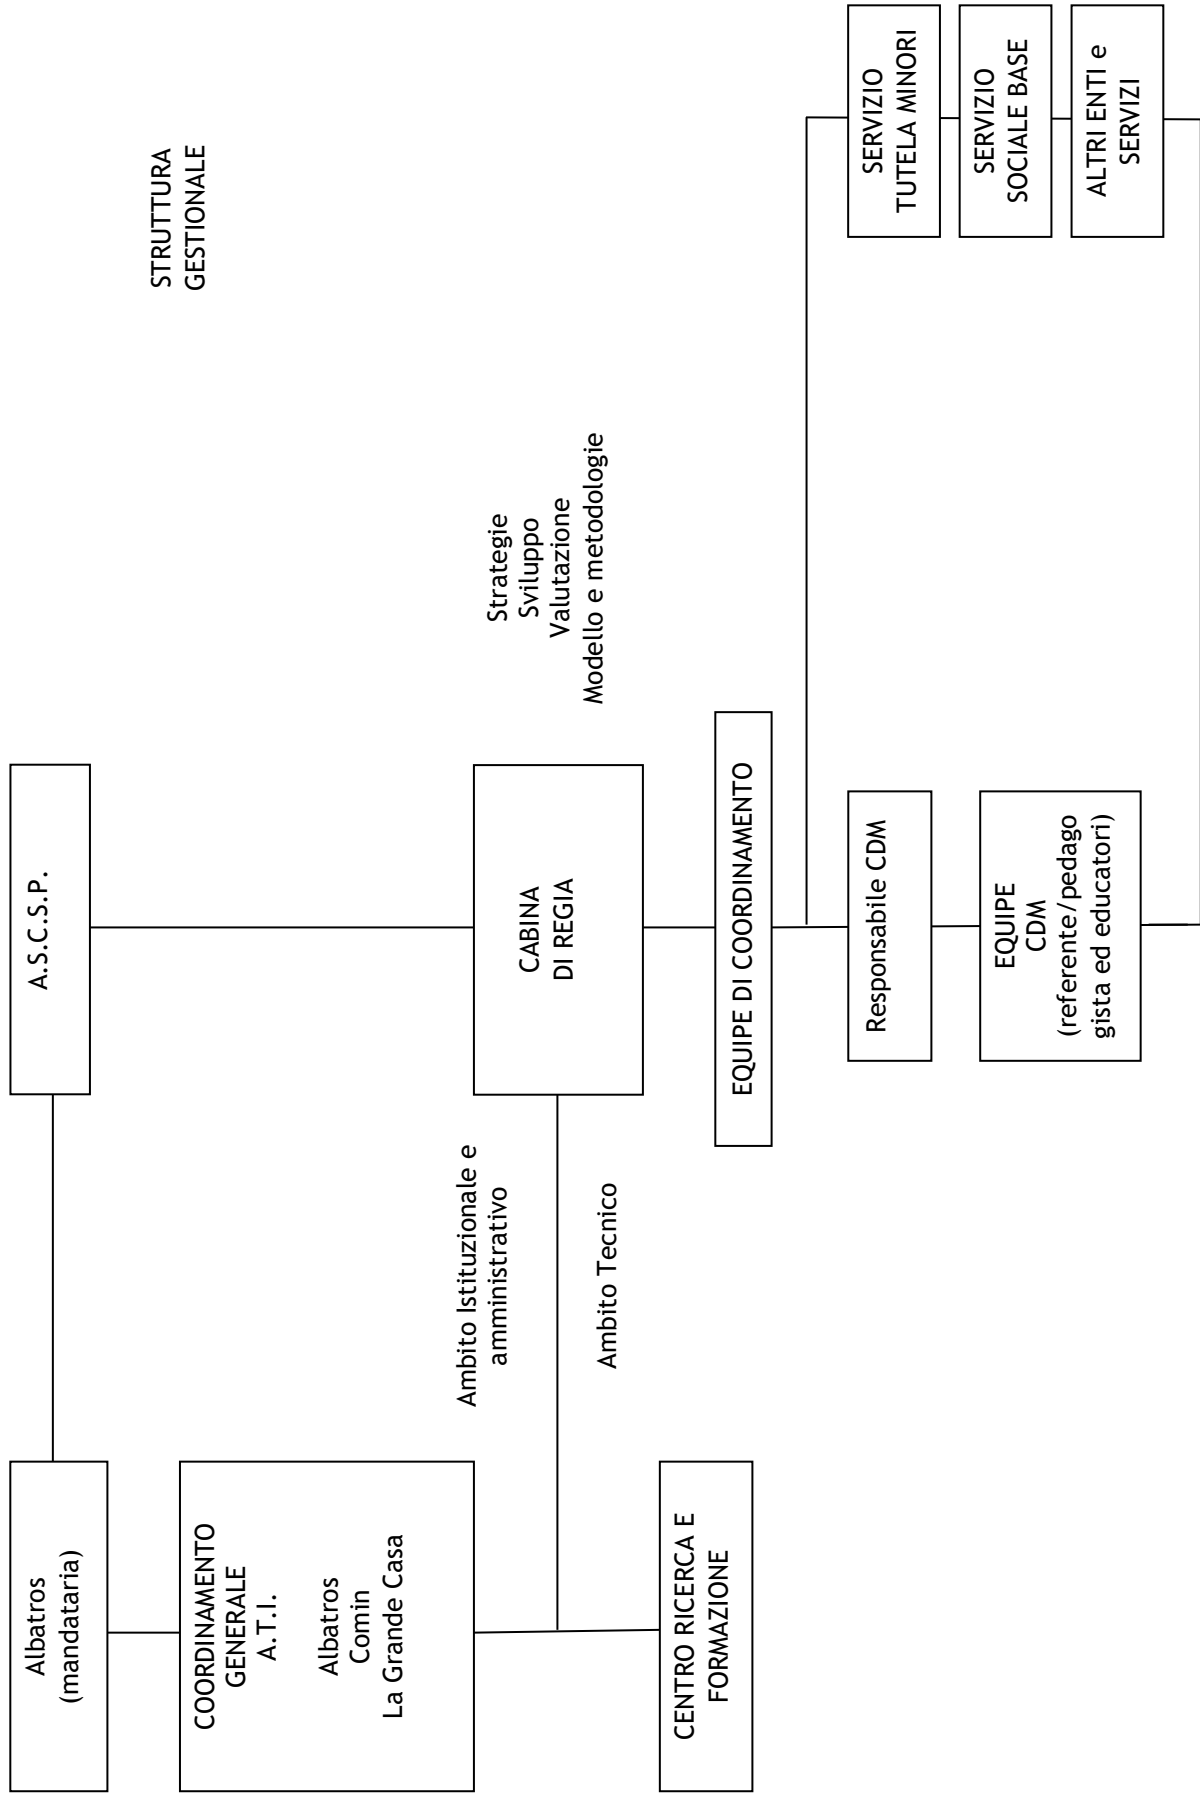 STRUTTURA
GESTIONALE
Albatros
(mandataria)
A.S.C.S.P.
COORDINAMENTO
GENERALE
A.T.I.
Albatros
Comin
La Grande Casa
Ambito Istituzionale e
amministrativo
Ambito Tecnico
CABINA
DI REGIA
Strategie
Sviluppo
Valutazione
Modello e metodologie
CENTRO RICERCA E
FORMAZIONE
EQUIPE DI COORDINAMENTO
Responsabile CDM
EQUIPE
CDM
(referente/pedago
gista ed educatori)
SERVIZIO
TUTELA MINORI
SERVIZIO
SOCIALE BASE
ALTRI ENTI e
SERVIZI